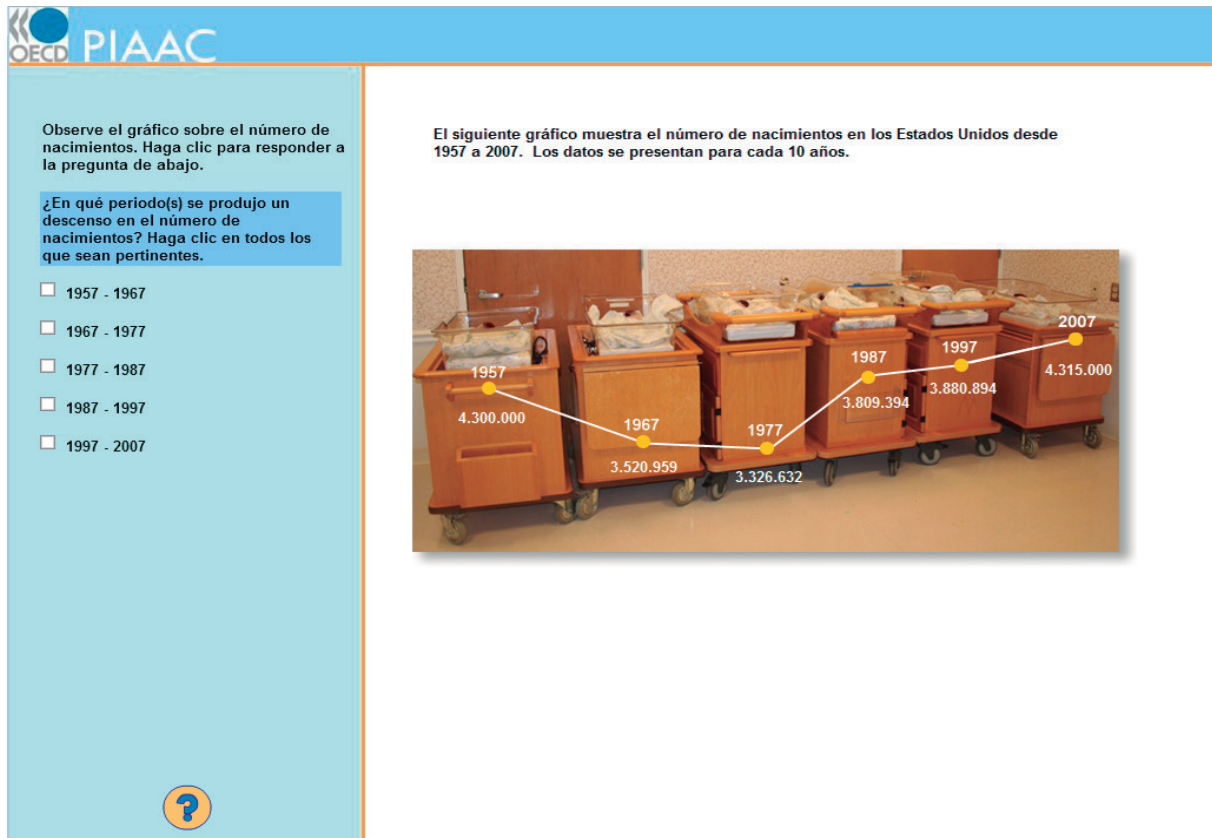 OECD PIAAC
Observe el gráfico sobre el número de
nacimientos. Haga clic para responder a
la pregunta de abajo.
¿En qué periodo(s) se produjo un
descenso en el número de
nacimientos? Haga clic en todos los
que sean pertinentes.
1957 - 1967
1967 - 1977
1977 - 1987
1987 - 1997
1997 - 2007
?
El siguiente gráfico muestra el número de nacimientos en los Estados Unidos desde
1957 a 2007. Los datos se presentan para cada 10 años.
1957
4.300.000
1967
3.520.959
1977
3.326.632
1987
3.809.394
1997
3.880.894
2007
4.315.000